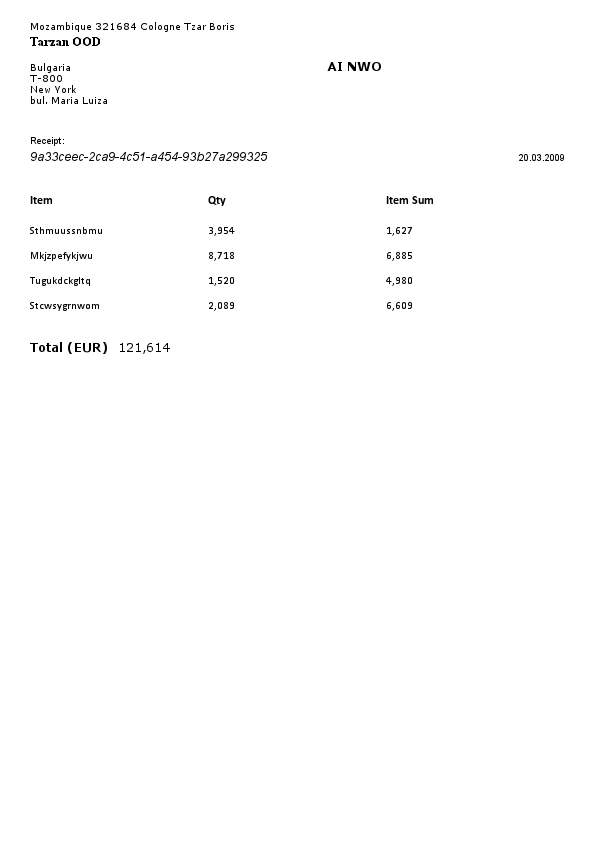 Mozambique 321684 Cologne Tzar Boris
Tarzan OOD
Bulgaria
T-800
New York
bul. Maria Luiza
AI NWO
Receipt:
9a33ceec-2ca9-4c51-a454-93b27a299325
20.03.2009
Item Qty Item Sum
Sthmuussnbmu 3,954 1,627
Mkjzpefykjwu 8,718 6,885
Tugukdckgltq 1,520 4,980
Stcwsygrnwom 2,089 6,609
Total (EUR) 121,614